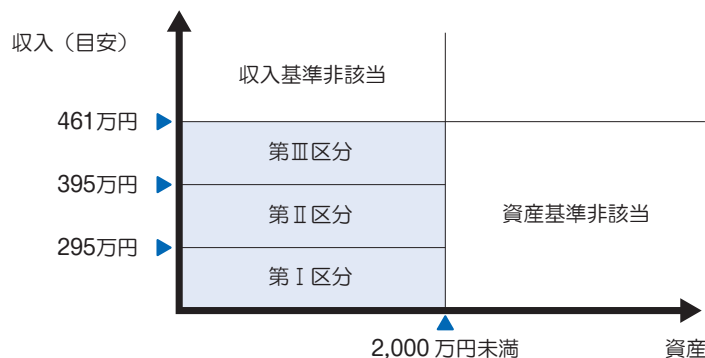 収入（目安）
収入基準非該当
461万円
第Ⅲ区分
395万円
第Ⅱ区分
資産基準非該当
295万円
第Ⅰ区分
2,000 万円未満
資産